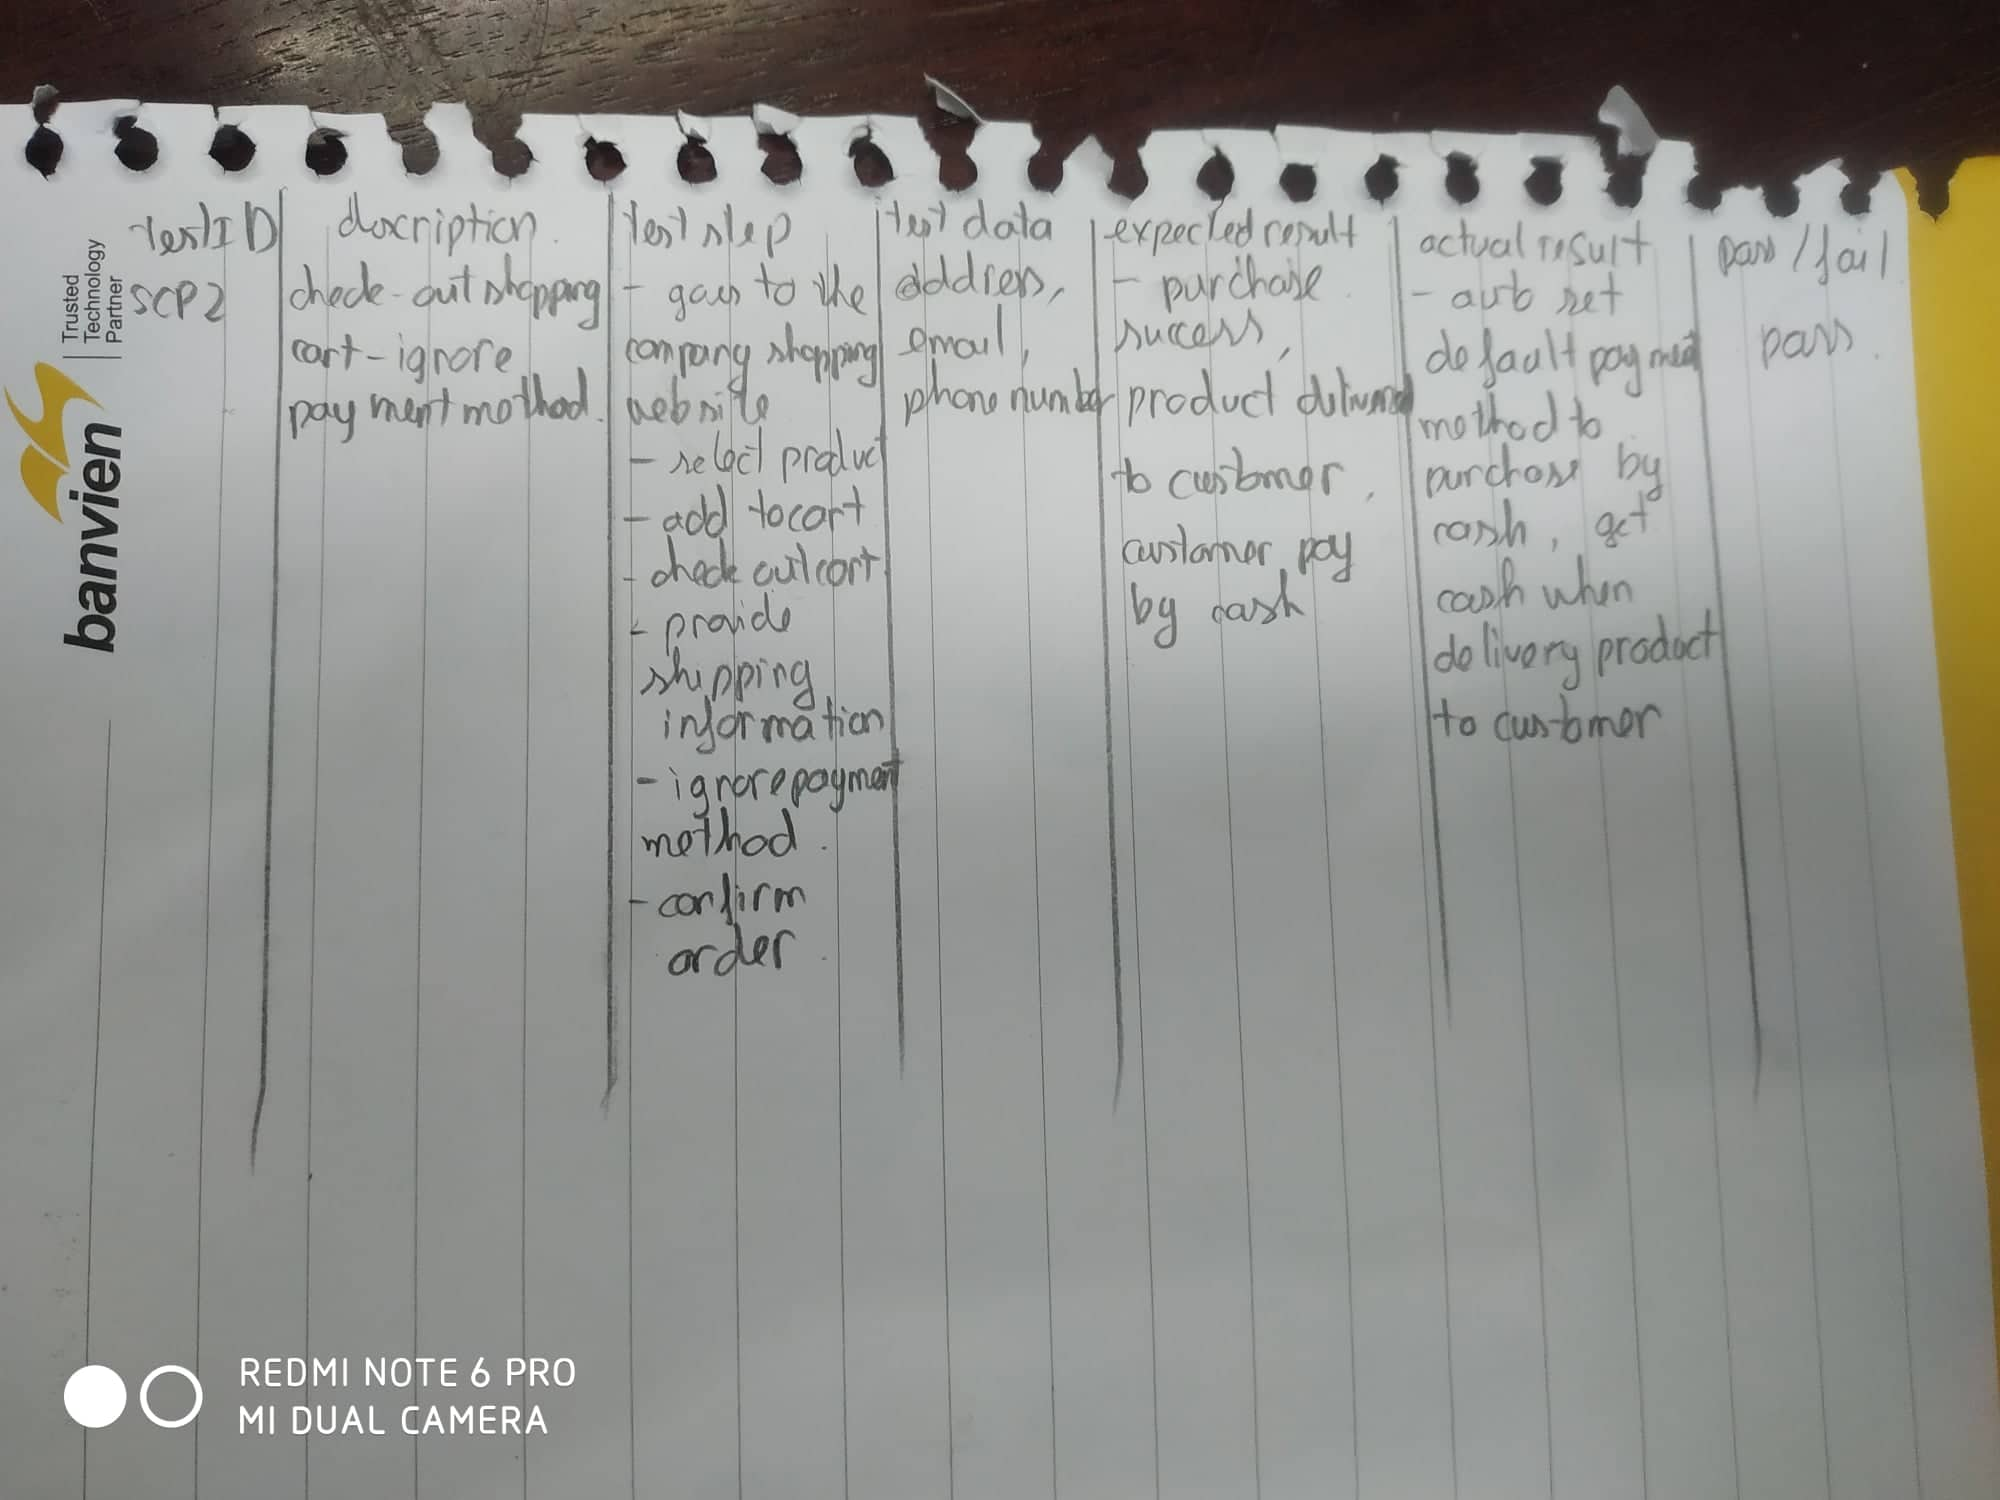 Test ID
SCP2
description.
check-out shopping
cart - ignore
payment method.
test step
- goes to the
company shopping
website
- select product
- add to cart
- check out cart
- provide
shipping
information
- ignore payment
method.
- confirm
order.
test data
address,
email,
phone number
expected result
- purchase
success,
product delivered
to customer,
customer pay
by cash
actual result
- auto set
default payment
method to
purchase by
cash, get
cash when
delivery product
to customer
pass / fail
pass.
banvien
Trusted
Technology
Partner
REDMI NOTE 6 PRO
MI DUAL CAMERA